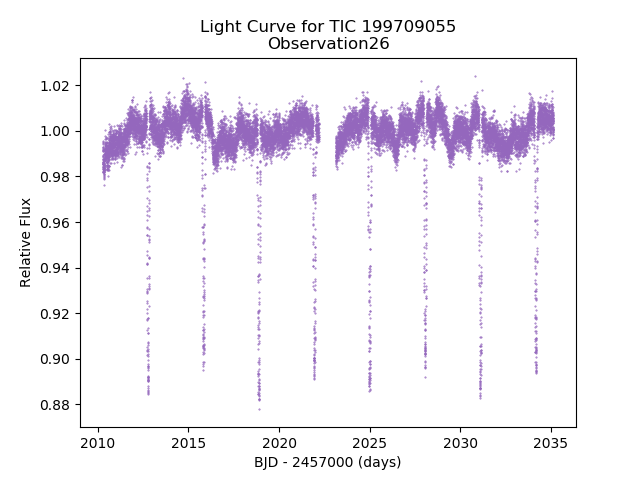 Light Curve for TIC 199709055
Observation26
1.02
1.00
0.98
0.96
0.94
0.92
0.90
0.88
Relative Flux
2010 2015 2020 2025 2030 2035
BJD - 2457000 (days)